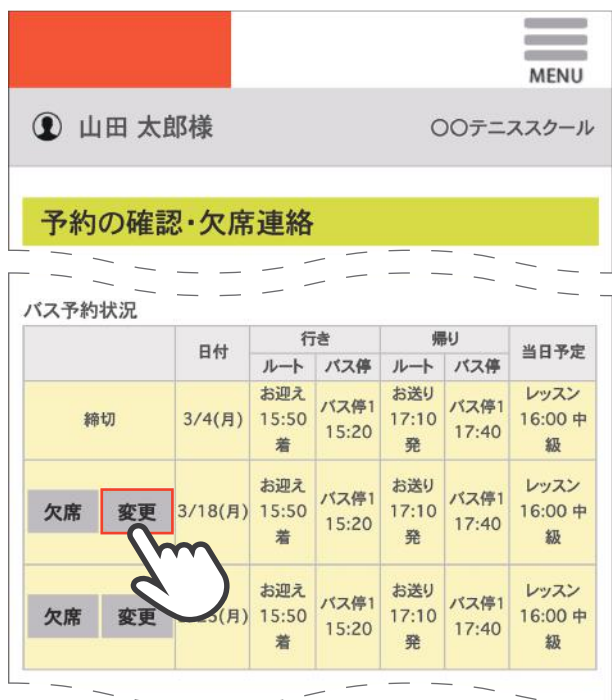 MENU
山田 太郎様
〇〇テニススクール
予約の確認・欠席連絡
バス予約状況
日付 行き 帰り 当日予定
ルート バス停 ルート バス停
締切 3/4(月) お迎え 15:50 着 バス停1 15:20 お送り 17:10 発 バス停1 17:40 レッスン 16:00 中級
欠席 変更 3/18(月) お迎え 15:50 着 バス停1 15:20 お送り 17:10 発 バス停1 17:40 レッスン 16:00 中級
欠席 変更 (月) お迎え 15:50 着 バス停1 15:20 お送り 17:10 発 バス停1 17:40 レッスン 16:00 中級